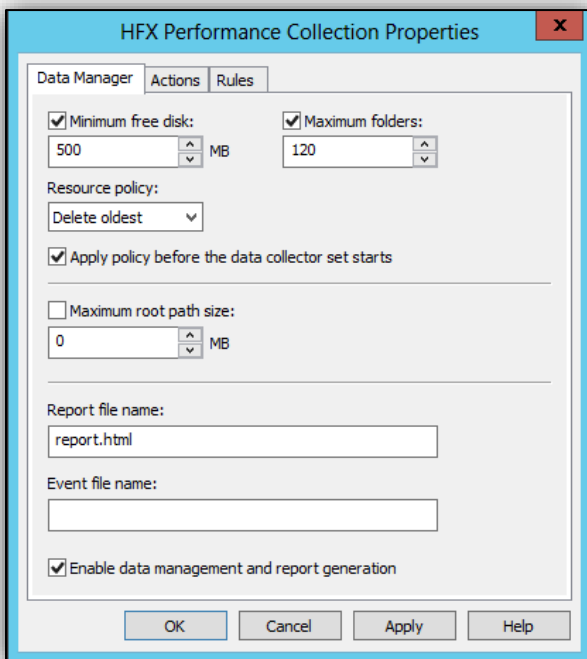 HFX Performance Collection Properties
x
Data Manager Actions Rules
Minimum free disk: Maximum folders:
500 MB 120
Resource policy:
Delete oldest
Apply policy before the data collector set starts
Maximum root path size:
0 MB
Report file name:
report.html
Event file name:
Enable data management and report generation
OK Cancel Apply Help